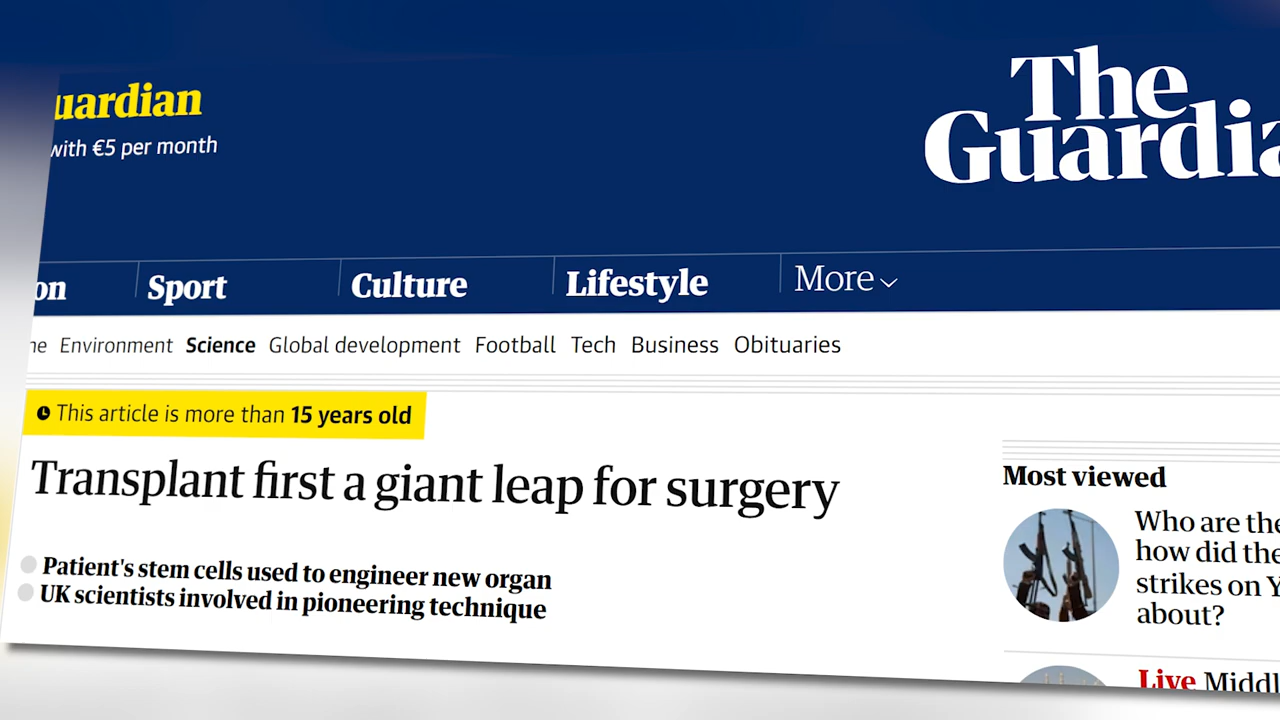 uardian
with €5 per month
The
Guardia
on Sport Culture Lifestyle More
ne Environment Science Global development Football Tech Business Obituaries
This article is more than 15 years old
Transplant first a giant leap for surgery
Patient's stem cells used to engineer new organ
UK scientists involved in pioneering technique
Most viewed
Who are the
how did the
strikes on Y
about?
Live Middl